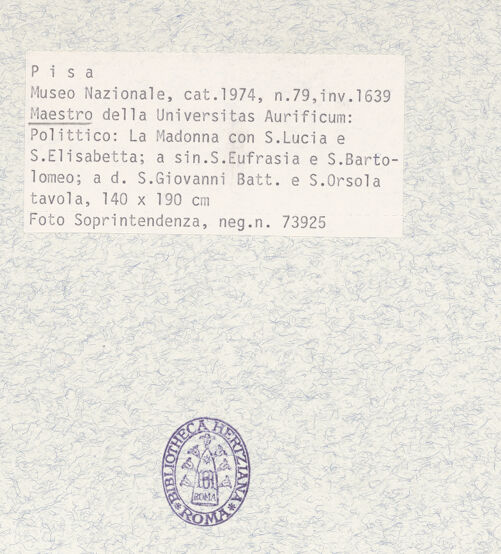 P i s a
Museo Nazionale, cat.1974, n.79,inv.1639
Maestro della Universitas Aurificum:
Polittico: La Madonna con S.Lucia e
S.Elisabetta; a sin.S.Eufrasia e S.Barto-
lomeo; a d. S.Giovanni Batt. e S.Orsola
tavola, 140 x 190 cm
Foto Soprintendenza, neg.n. 73925
BIBLIOTHECA HERTZIANA
ROMA
ROMA